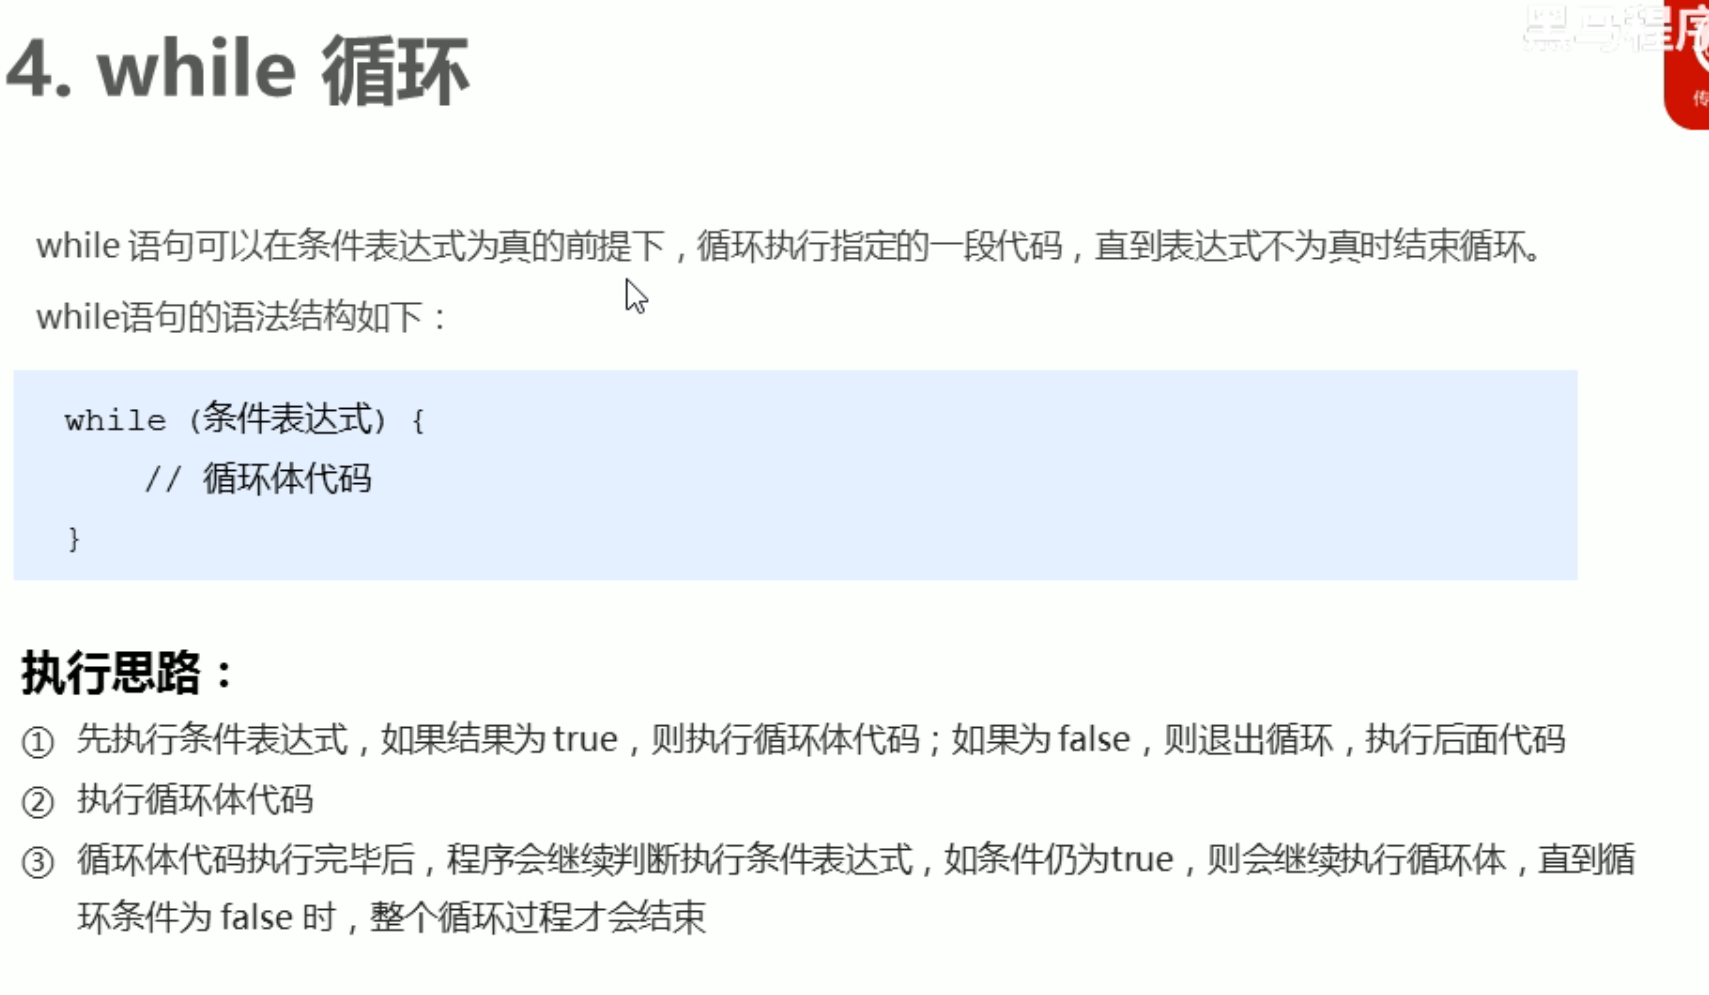 黑马程序
传
4. while 循环
while 语句可以在条件表达式为真的前提下，循环执行指定的一段代码，直到表达式不为真时结束循环。
while语句的语法结构如下：
while (条件表达式) {
// 循环体代码
}
执行思路：
① 先执行条件表达式，如果结果为 true，则执行循环体代码；如果为 false，则退出循环，执行后面代码
② 执行循环体代码
③ 循环体代码执行完毕后，程序会继续判断执行条件表达式，如条件仍为true，则会继续执行循环体，直到循
环条件为 false 时，整个循环过程才会结束